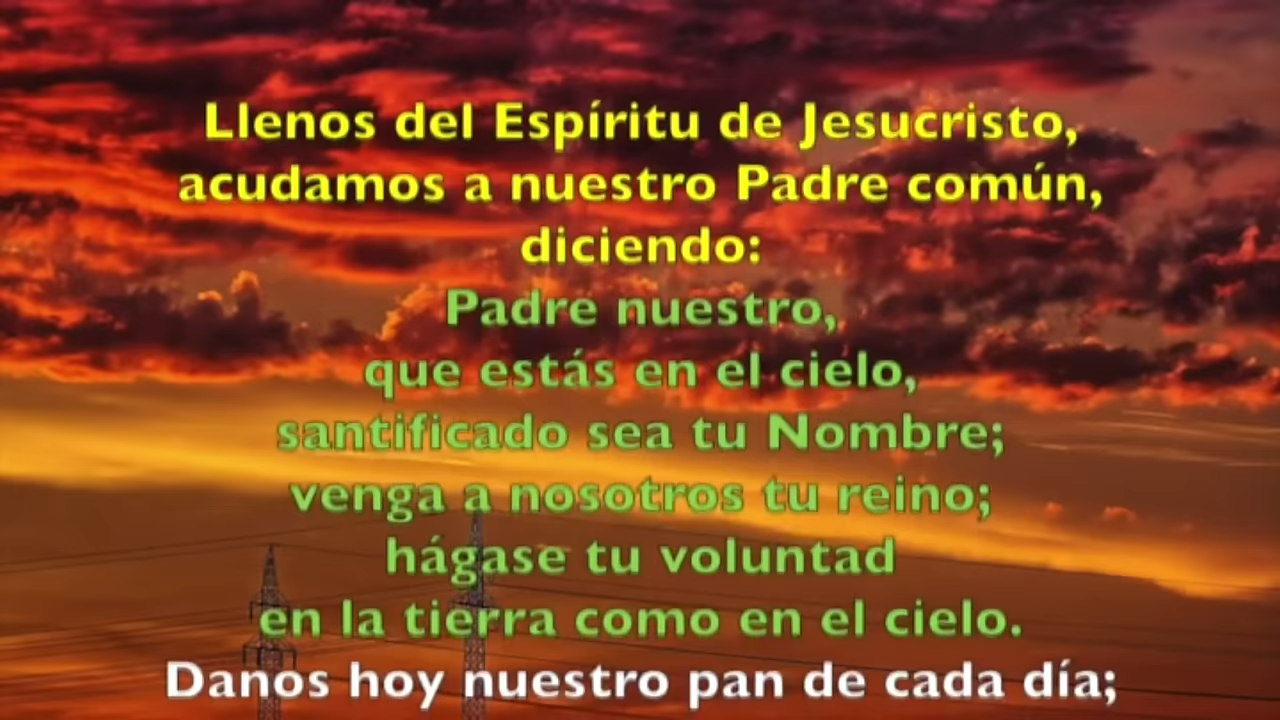 Llenos del Espíritu de Jesucristo,
acudamos a nuestro Padre común,
diciendo:
Padre nuestro,
que estás en el cielo,
santificado sea tu Nombre;
venga a nosotros tu reino;
hágase tu voluntad
en la tierra como en el cielo.
Danos hoy nuestro pan de cada día;